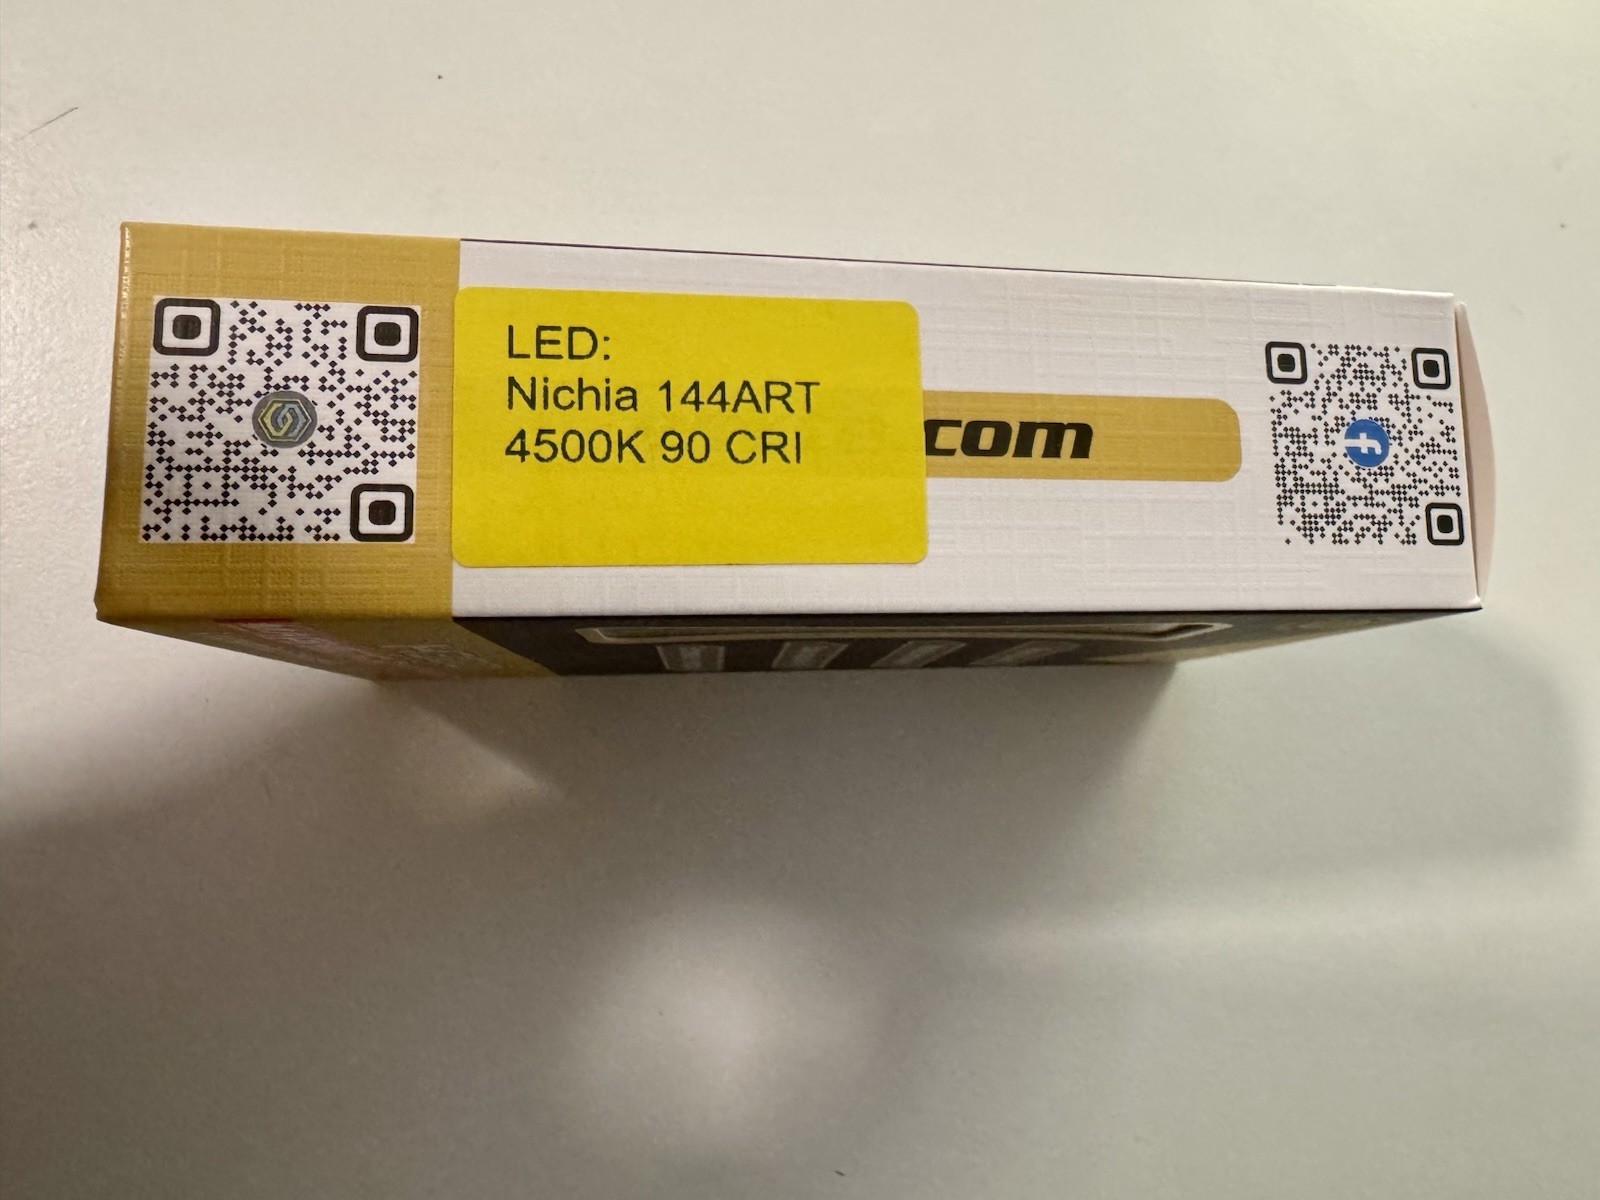 LED:
Nichia 144ART
4500K 90 CRI
com